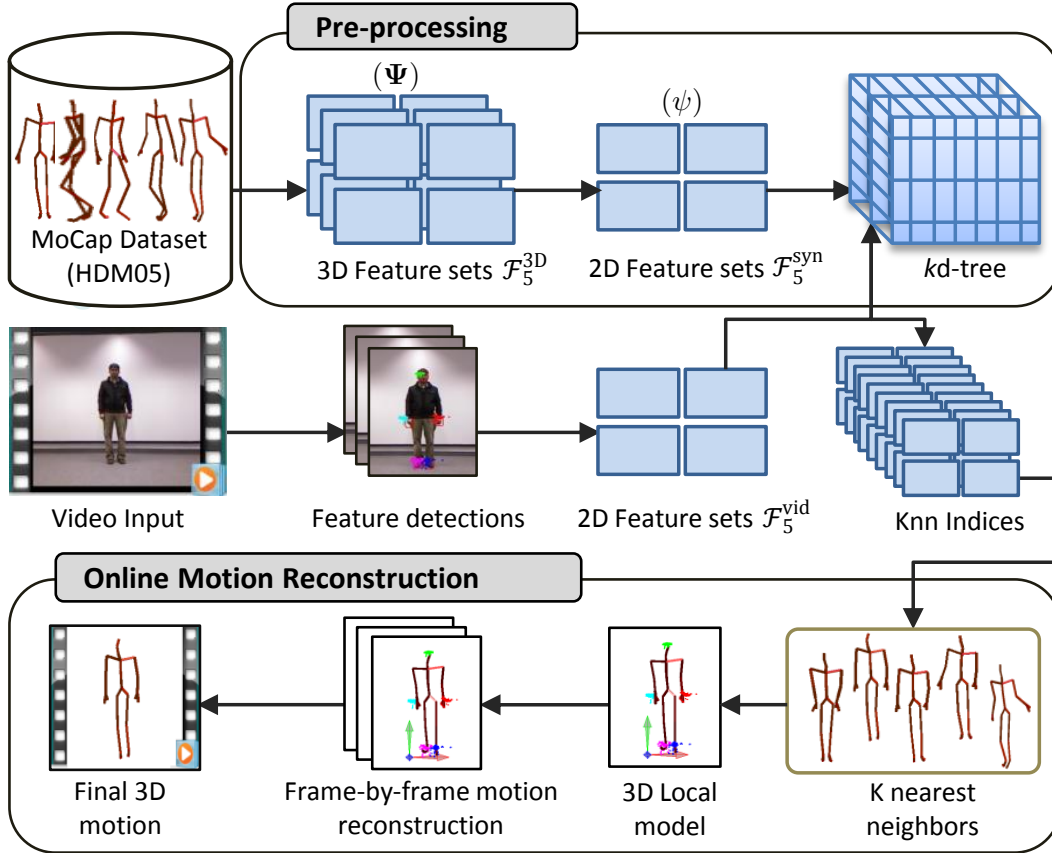 Pre-processing
(Ψ)
(ψ)
MoCap Dataset
(HDM05)
3D Feature sets ℱ₅³ᴰ
2D Feature sets ℱ₅ˢʸⁿ
kd-tree
Video Input
Feature detections
2D Feature sets ℱ₅ᵛⁱᵈ
Knn Indices
Online Motion Reconstruction
Final 3D
motion
Frame-by-frame motion
reconstruction
3D Local
model
K nearest
neighbors